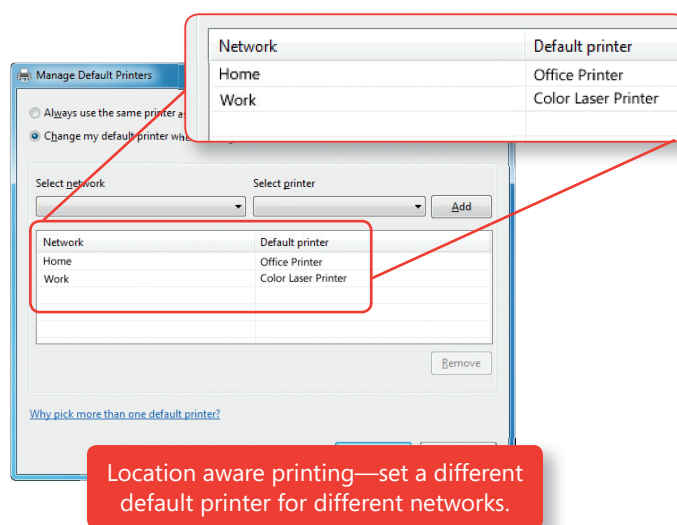 Network Default printer
Home Office Printer
Work Color Laser Printer
Manage Default Printers
Always use the same printer as
Change my default printer
Select network Select printer
Add
Network Default printer
Home Office Printer
Work Color Laser Printer
Remove
Why pick more than one default printer?
Location aware printing—set a different
default printer for different networks.